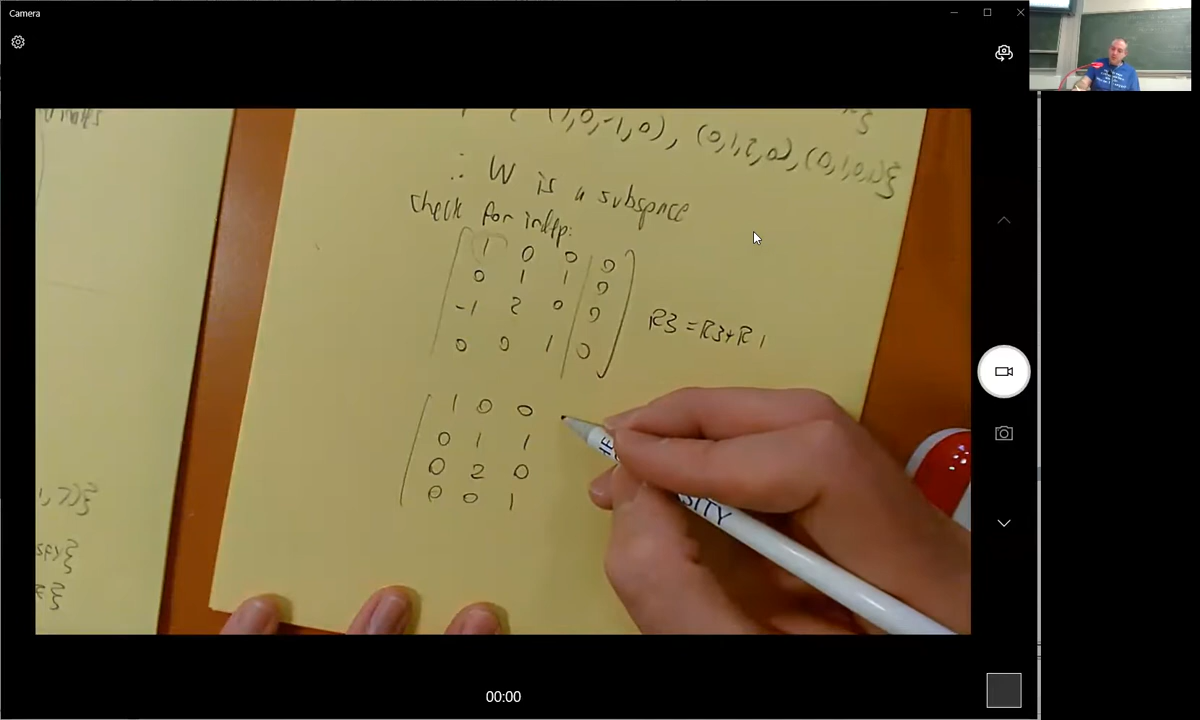 Camera
(1,0,-1,0), (0,1,2,0), (0,1,0,1)}
∴ W is a subspace
Check for indep:
1 0 0 | 0
0 1 1 | 0
-1 2 0 | 0
0 0 1 | 0
R3 = R3 + R1
1 0 0
0 1 1
0 2 0
0 0 1
SITY
00:00